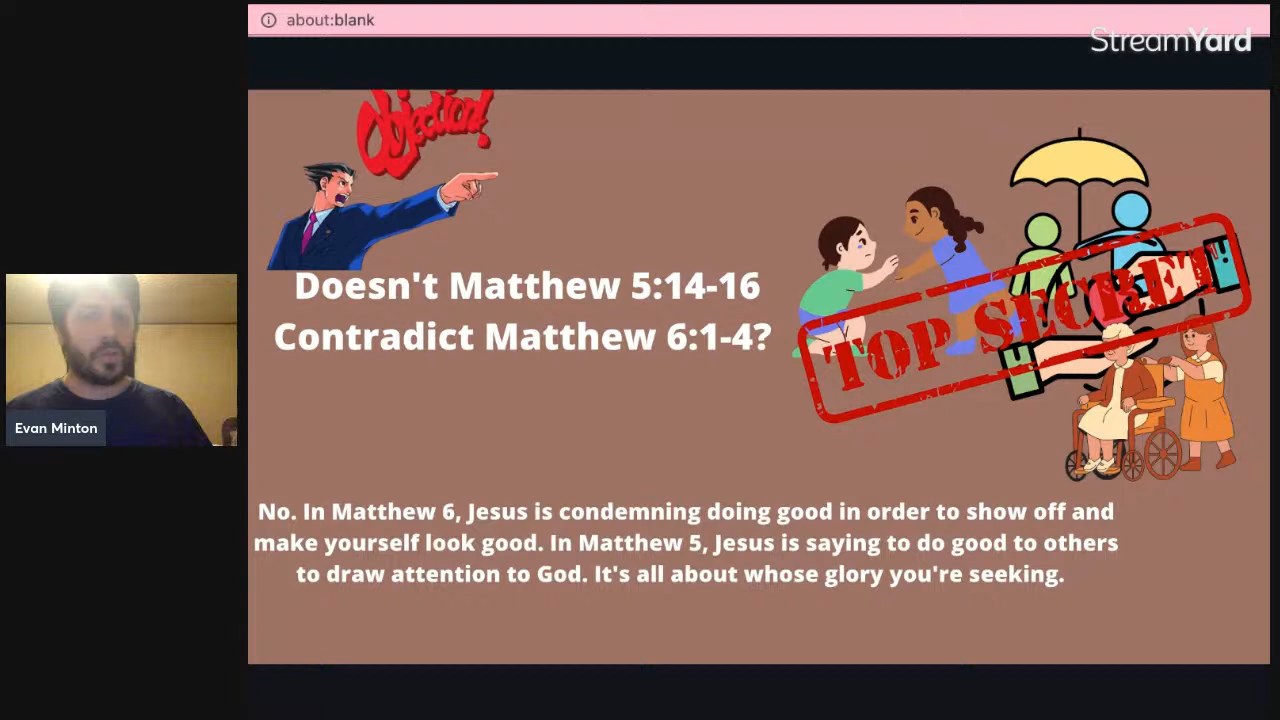 about:blank
StreamYard
Objection!
Doesn't Matthew 5:14-16
Contradict Matthew 6:1-4?
TOP SECRET
Evan Minton
No. In Matthew 6, Jesus is condemning doing good in order to show off and
make yourself look good. In Matthew 5, Jesus is saying to do good to others
to draw attention to God. It's all about whose glory you're seeking.